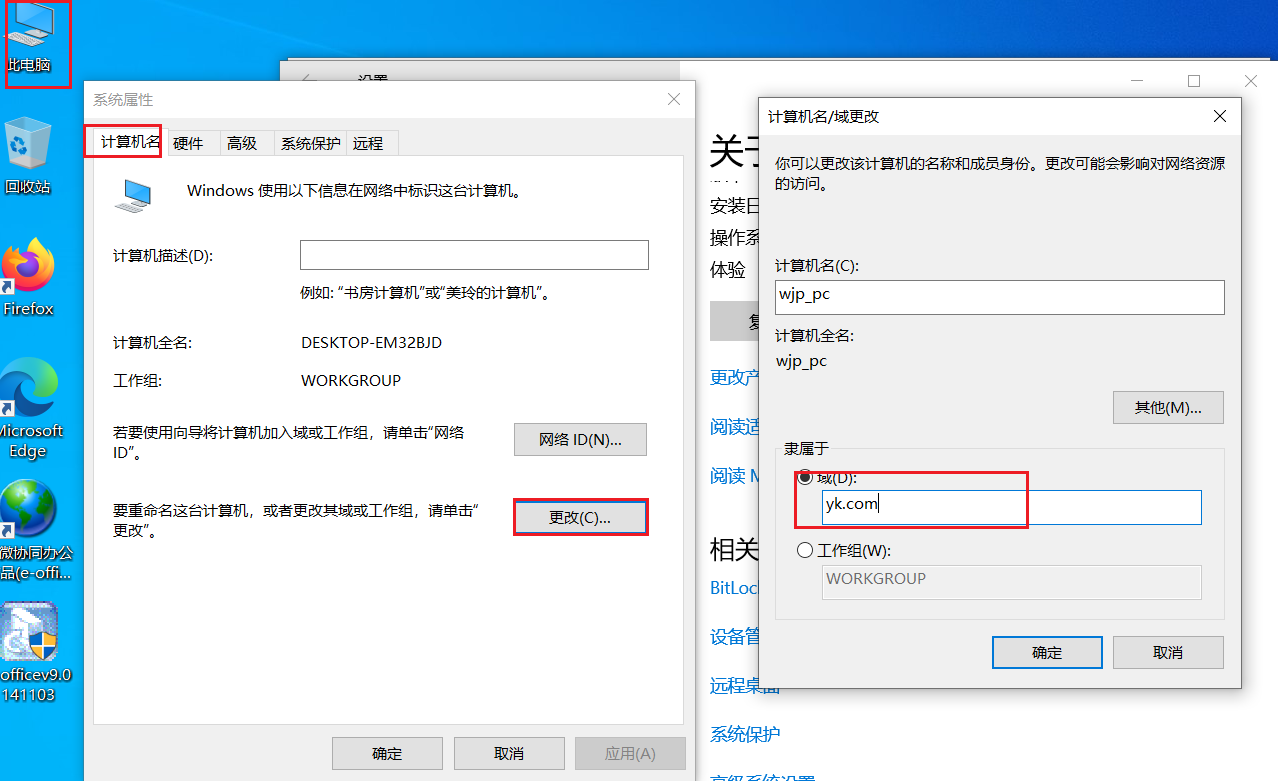 此电脑
回收站
Firefox
Microsoft
Edge
微协同办公
品(e-offi...
officev9.0
141103
设置
系统属性
计算机名
硬件
高级
系统保护
远程
Windows 使用以下信息在网络中标识这台计算机。
计算机描述(D):
例如: “书房计算机”或“美玲的计算机”。
计算机全名:
DESKTOP-EM32BJD
工作组:
WORKGROUP
若要使用向导将计算机加入域或工作组，请单击“网络
ID”。
网络 ID(N)...
要重命名这台计算机，或者更改其域或工作组，请单击“
更改”。
更改(C)...
确定
取消
应用(A)
关于
安装日
操作系
体验
复
更改产
阅读适
阅读 M
相关
BitLoc
设备管
远程桌面
系统保护
高级系统设置
计算机名/域更改
你可以更改该计算机的名称和成员身份。更改可能会影响对网络资源
的访问。
计算机名(C):
wjp_pc
计算机全名:
wjp_pc
其他(M)...
隶属于
域(D):
yk.com
工作组(W):
WORKGROUP
确定
取消